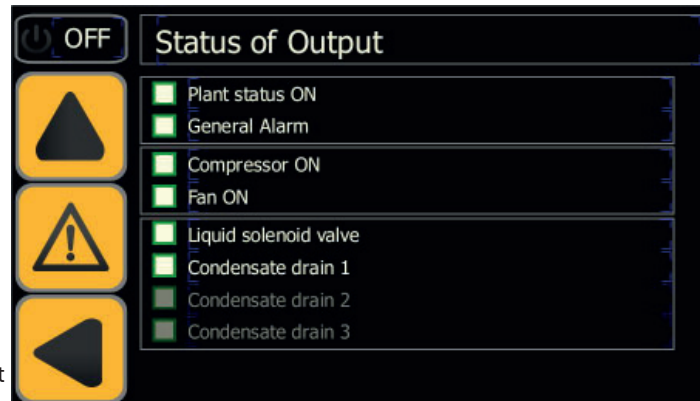 OFF
Status of Output
Plant status ON
General Alarm
Compressor ON
Fan ON
Liquid solenoid valve
Condensate drain 1
Condensate drain 2
Condensate drain 3
t